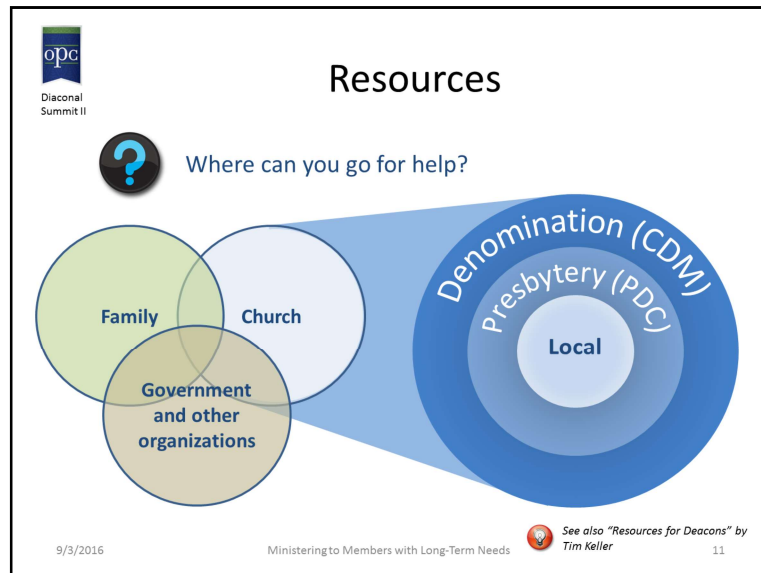 opc
Diaconal
Summit II
Resources
?
Where can you go for help?
Family
Church
Government
and other
organizations
Denomination (CDM)
Presbytery (PDC)
Local
9/3/2016
Ministering to Members with Long-Term Needs
See also "Resources for Deacons" by
Tim Keller
11